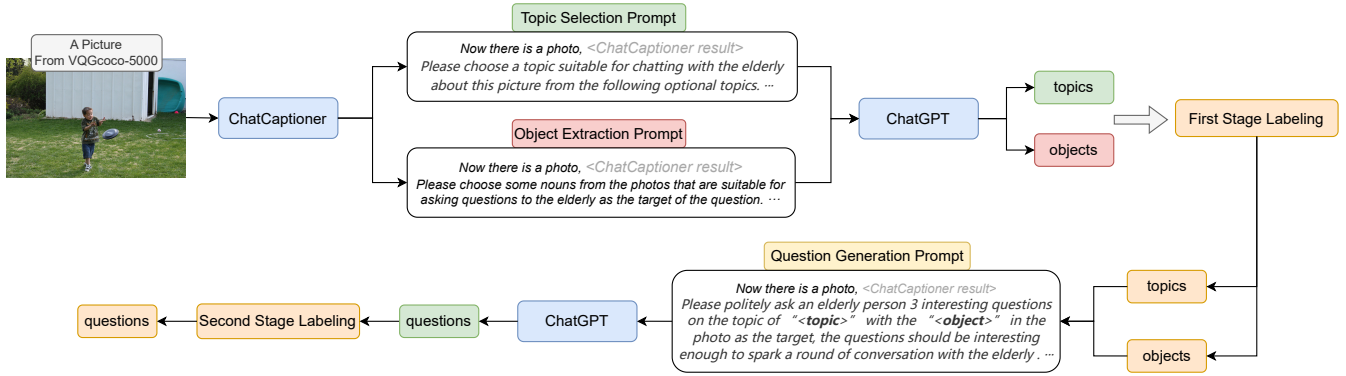 Topic Selection Prompt
A Picture
From VQGcoco-5000
Now there is a photo, <ChatCaptioner result>
Please choose a topic suitable for chatting with the elderly
about this picture from the following optional topics. ···
ChatCaptioner
ChatGPT
topics
objects
First Stage Labeling
Object Extraction Prompt
Now there is a photo, <ChatCaptioner result>
Please choose some nouns from the photos that are suitable for
asking questions to the elderly as the target of the question. ···
Question Generation Prompt
Now there is a photo, <ChatCaptioner result>
Please politely ask an elderly person 3 interesting questions
on the topic of “<topic>” with the “<object>” in the
photo as the target, the questions should be interesting
enough to spark a round of conversation with the elderly . ···
topics
objects
questions
Second Stage Labeling
questions
ChatGPT